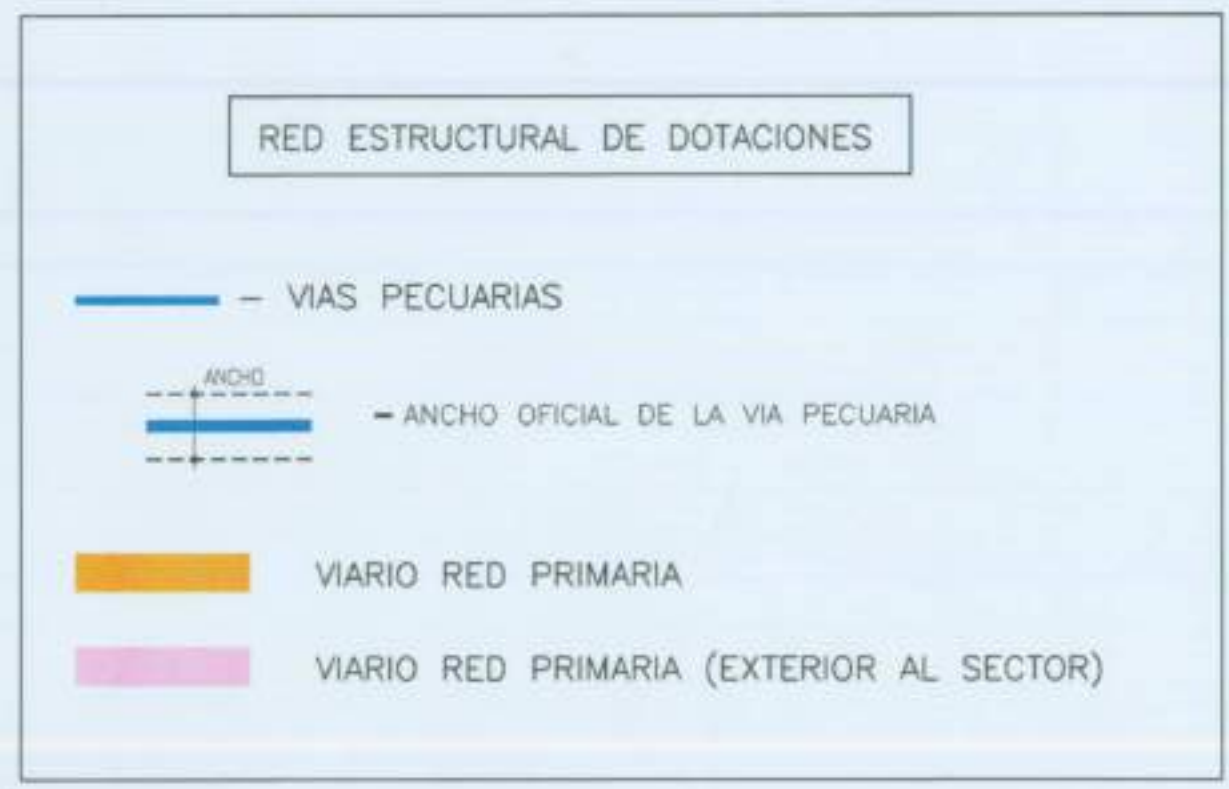 RED ESTRUCTURAL DE DOTACIONES
– VIAS PECUARIAS
ANCHO
– ANCHO OFICIAL DE LA VIA PECUARIA
VIARIO RED PRIMARIA
VIARIO RED PRIMARIA (EXTERIOR AL SECTOR)